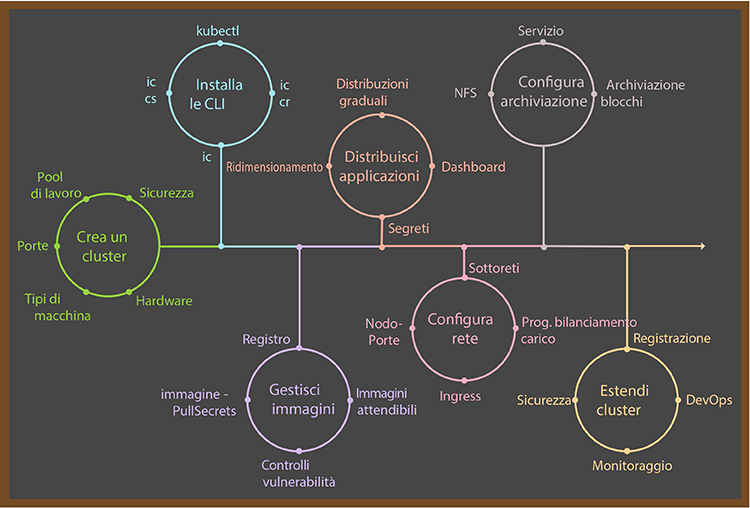 kubectl
ic
cs
Installa
le CLI
ic
cr
ic
Distribuzioni
graduali
Ridimensionamento
Distribuisci
applicazioni
Dashboard
Segreti
Servizio
NFS
Configura
archiviazione
Archiviazione
blocchi
Pool
di lavoro
Sicurezza
Porte
Crea un
cluster
Tipi di
macchina
Hardware
Registro
immagine -
PullSecrets
Gestisci
immagini
Immagini
attendibili
Controlli
vulnerabilità
Sottoreti
Nodo-
Porte
Configura
rete
Prog. bilanciamento
carico
Ingress
Registrazione
Sicurezza
Estendi
cluster
DevOps
Monitoraggio